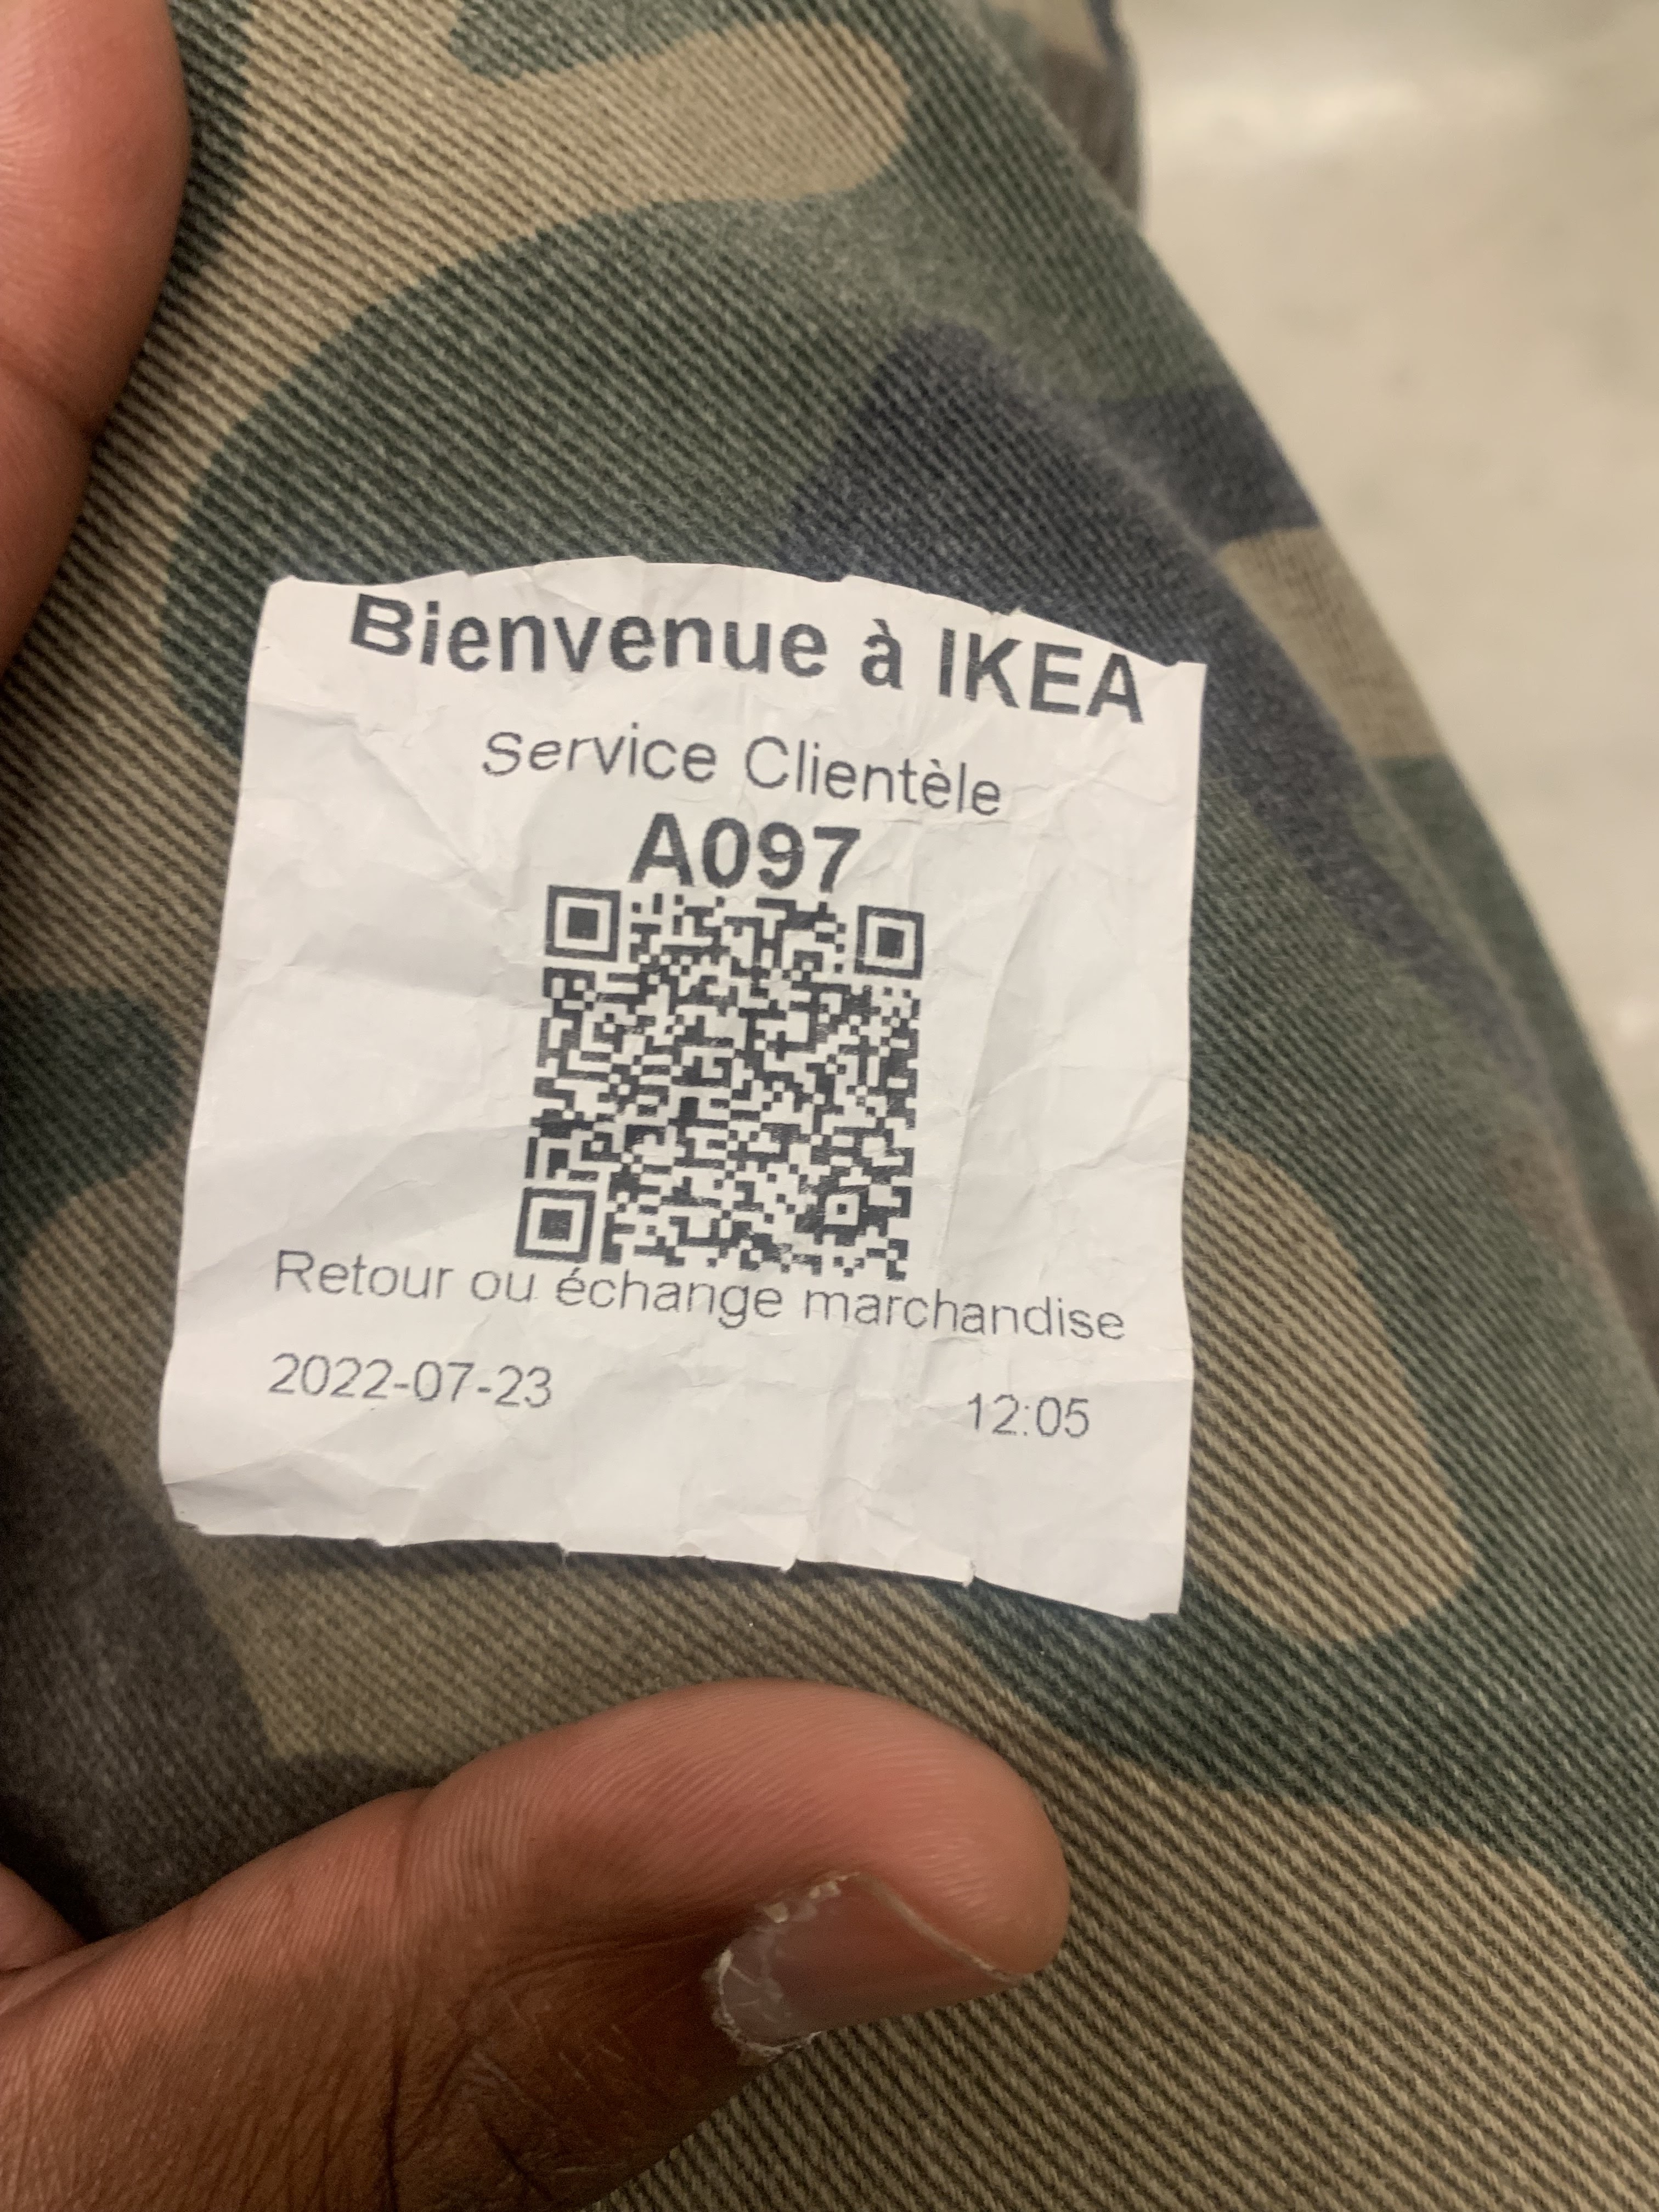 Bienvenue à IKEA
Service Clientèle
A097
Retour ou échange marchandise
2022-07-23 12:05